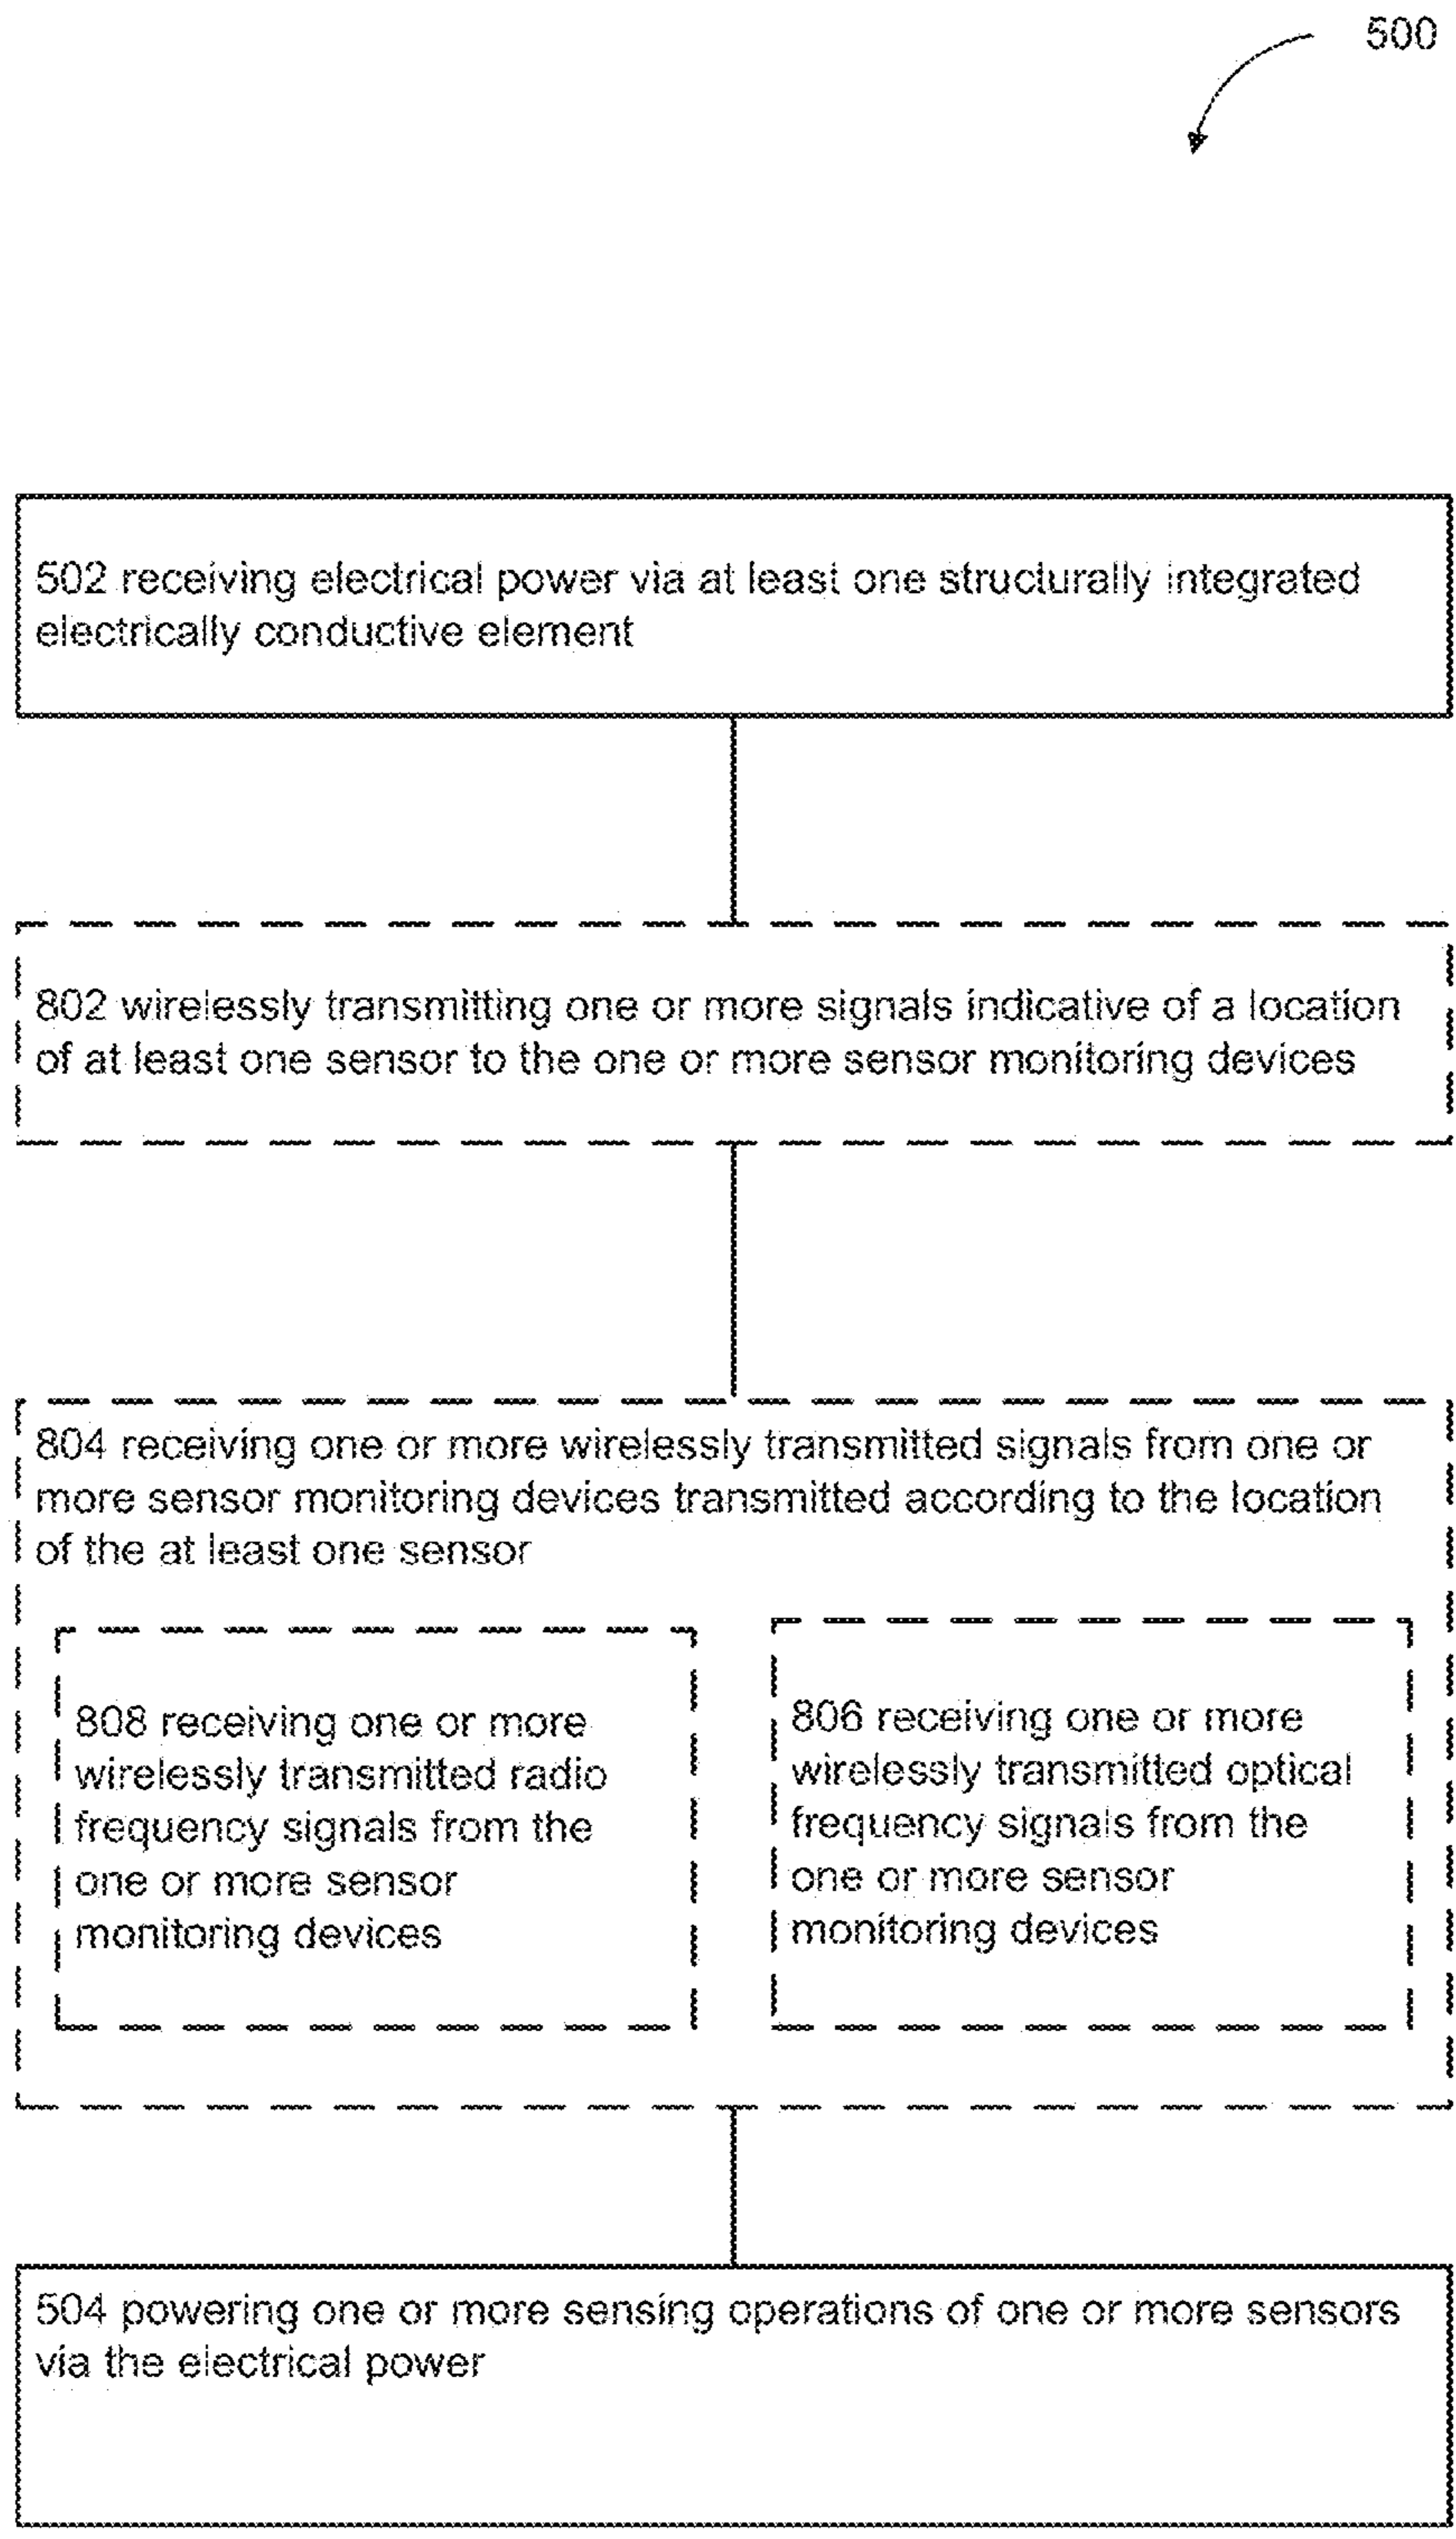 500
502 receiving electrical power via at least one structurally integrated
electrically conductive element
802 wirelessly transmitting one or more signals indicative of a location
of at least one sensor to the one or more sensor monitoring devices
804 receiving one or more wirelessly transmitted signals from one or
more sensor monitoring devices transmitted according to the location
of the at least one sensor
808 receiving one or more
wirelessly transmitted radio
frequency signals from the
one or more sensor
monitoring devices
806 receiving one or more
wirelessly transmitted optical
frequency signals from the
one or more sensor
monitoring devices
504 powering one or more sensing operations of one or more sensors
via the electrical power